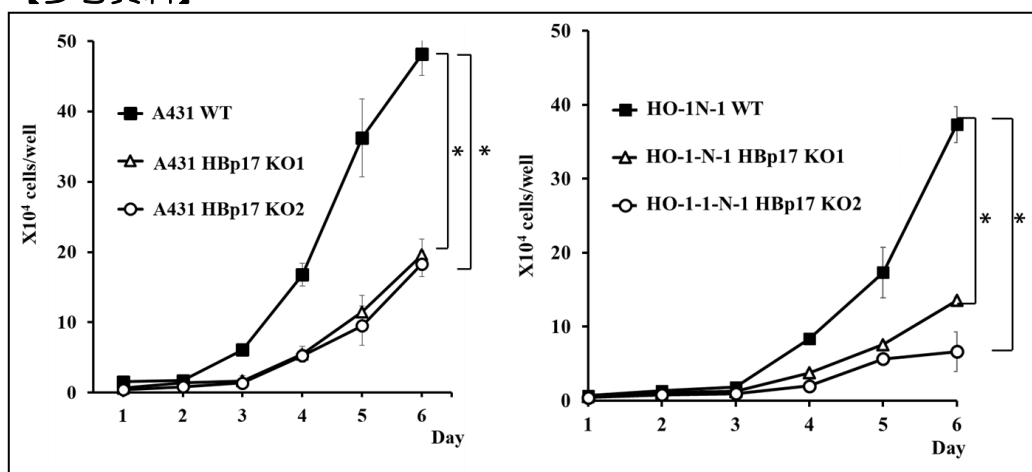 【参考資料】
50
40
30
20
10
0
X10⁴ cells/well
A431 WT
A431 HBp17 KO1
A431 HBp17 KO2
* *
1 2 3 4 5 6
Day
50
40
30
20
10
0
X10⁴ cells/well
HO-1N-1 WT
HO-1-N-1 HBp17 KO1
HO-1-1-N-1 HBp17 KO2
* *
1 2 3 4 5 6
Day